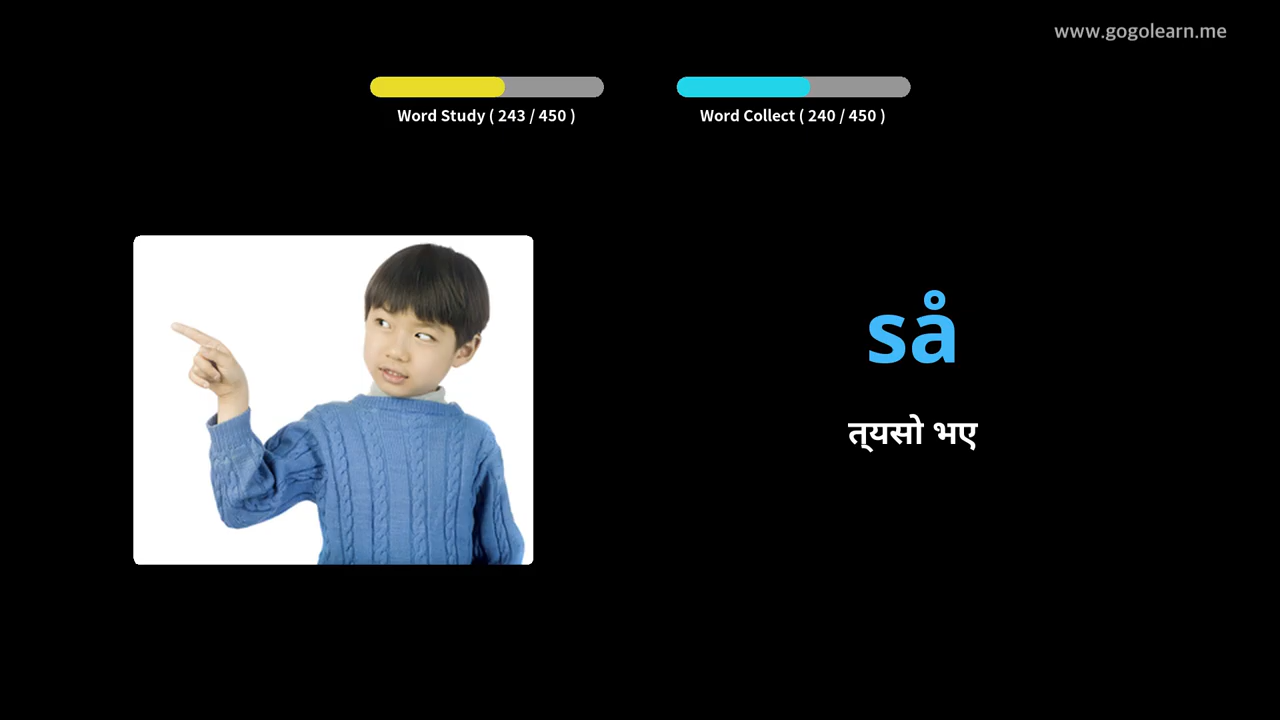 www.gogolearn.me
Word Study ( 243 / 450 )
Word Collect ( 240 / 450 )
så
त्यसो भए